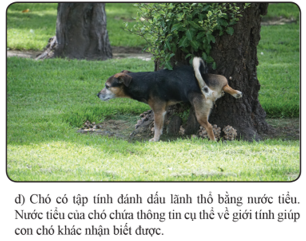 d) Chó có tập tính đánh dấu lãnh thổ bằng nước tiểu.
Nước tiểu của chó chứa thông tin cụ thể về giới tính giúp
con chó khác nhận biết được.